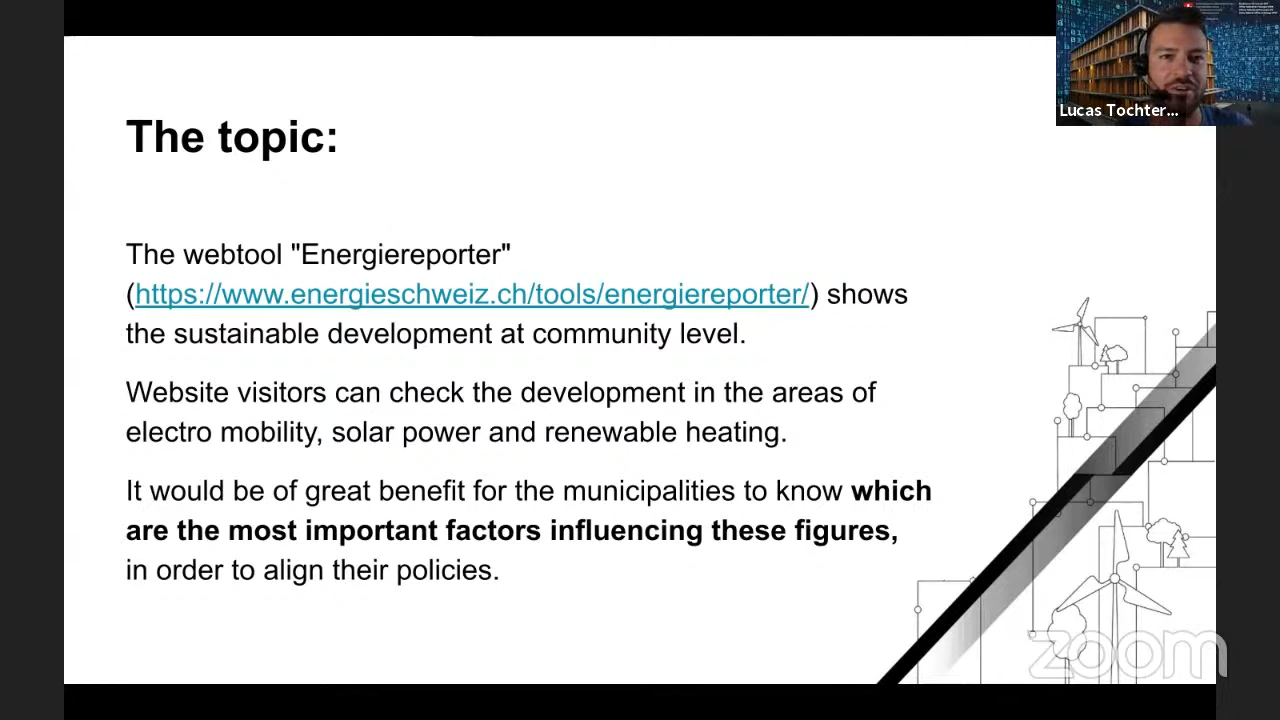 Lucas Tochter...
The topic:
The webtool "Energiereporter"
(https://www.energieschweiz.ch/tools/energiereporter/) shows
the sustainable development at community level.
Website visitors can check the development in the areas of
electro mobility, solar power and renewable heating.
It would be of great benefit for the municipalities to know which
are the most important factors influencing these figures,
in order to align their policies.
zoom